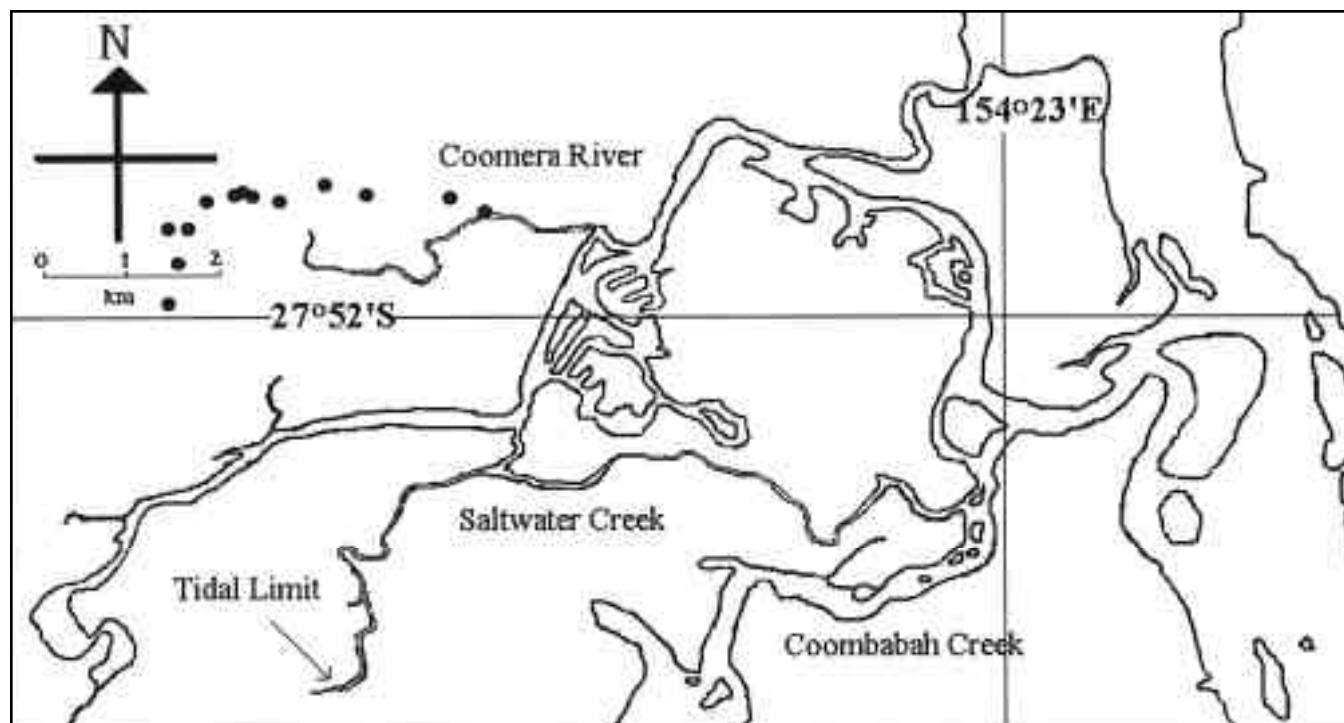 N
154°23'E
Coomera River
0 1 2
km
27°52'S
Saltwater Creek
Tidal Limit
Coombabah Creek